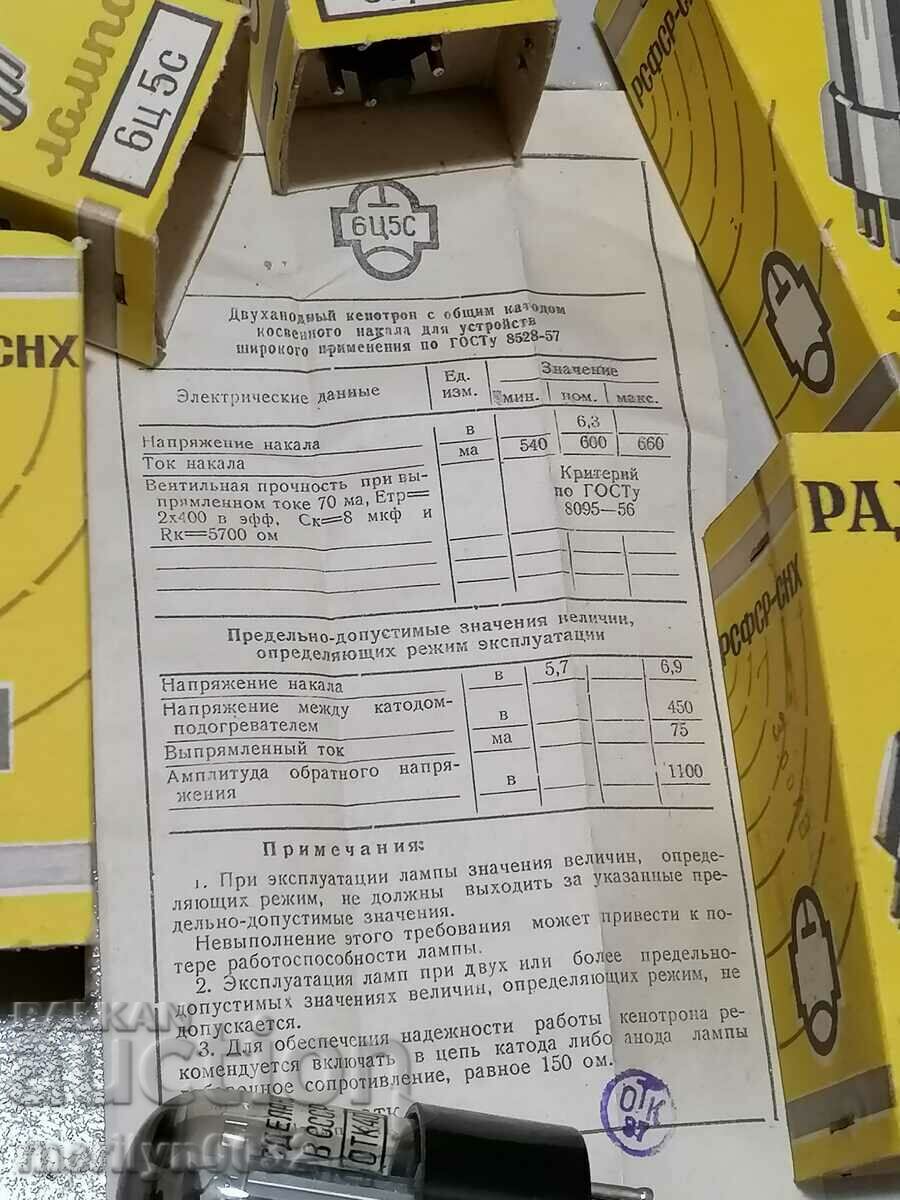 лампа
6Ц5С
РСФСР-СНХ
СНХ
6Ц5С
Двуханодный кенотрон с общим катодом
косвенного накала для устройств
широкого применения по ГОСТу 8528-57
Электрические данные
Ед. изм.
Значение
мин. ном. макс.
Напряжение накала в 6,3
Ток накала ма 540 600 660
Вентильная прочность при вы-
прямленном токе 70 ма, Етр=
2х400 в эфф, Ск=8 мкф и
Rк=5700 ом
Критерий
по ГОСТу
8095—56
Предельно-допустимые значения величин,
определяющих режим эксплуатации
Напряжение накала в 5,7 6,9
Напряжение между катодом-
подогревателем в 450
Выпрямленный ток ма 75
Амплитуда обратного напря-
жения в 1100
Примечания:
1. При эксплуатации лампы значения величин, опреде-
ляющих режим, не должны выходить за указанные пре-
дельно-допустимые значения.
Невыполнение этого требования может привести к по-
тере работоспособности лампы.
2. Эксплуатация ламп при двух или более предельно-
допустимых значениях величин, определяющих режим, не
допускается.
3. Для обеспечения надежности работы кенотрона ре-
комендуется включать в цепь катода либо анода лампы
сопротивление, равное 150 ом.
ОТК
87
РАД
РСФСР-СНХ
В СССР
ОТК40
BALKAN
auction
marilyn0152